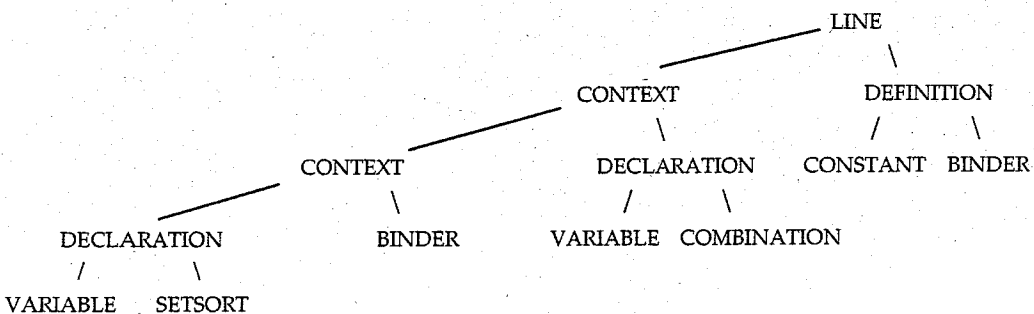 LINE
CONTEXT DEFINITION
CONTEXT DECLARATION CONSTANT BINDER
DECLARATION BINDER VARIABLE COMBINATION
VARIABLE SETSORT